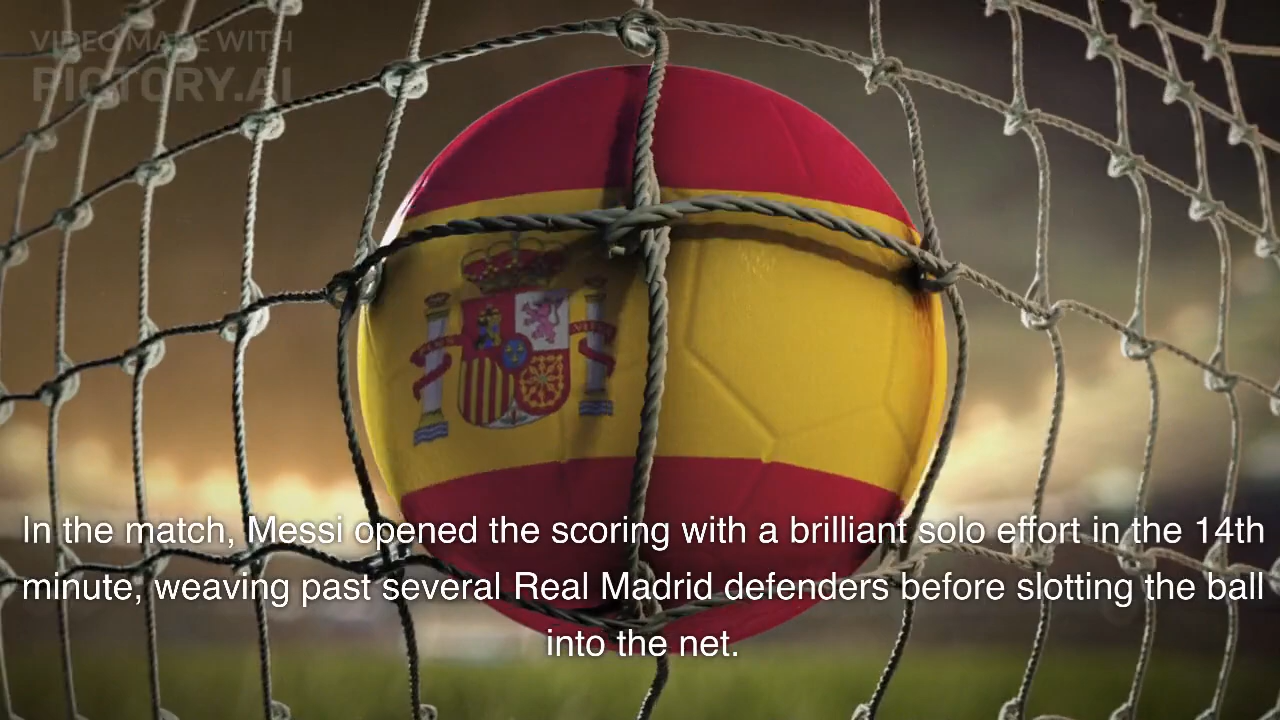 VIDEO MADE WITH
PICTORY.AI
In the match, Messi opened the scoring with a brilliant solo effort in the 14th
minute, weaving past several Real Madrid defenders before slotting the ball
into the net.